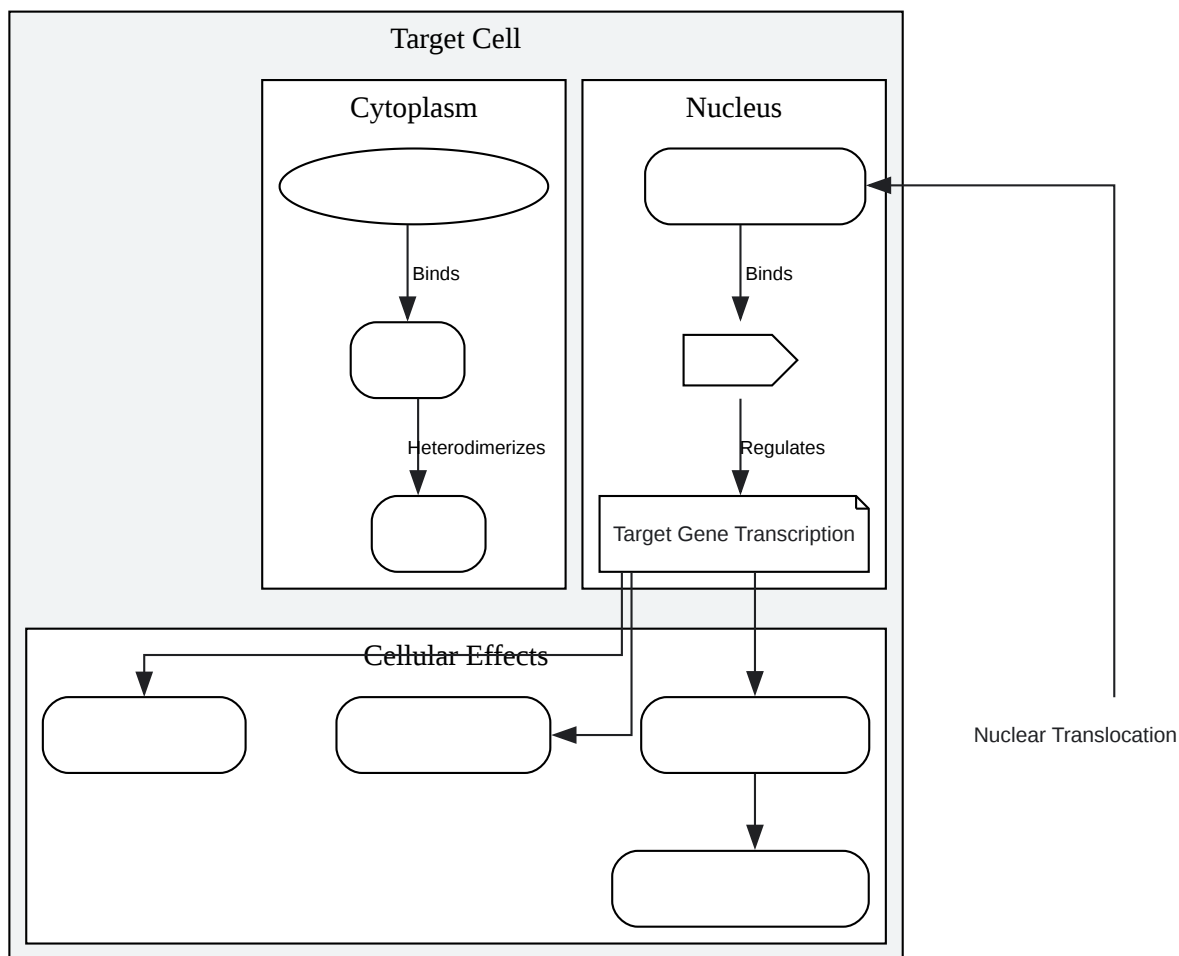 Target Cell
Cytoplasm
Nucleus
Binds
Binds
Heterodimerizes
Regulates
Target Gene Transcription
Cellular Effects
Nuclear Translocation